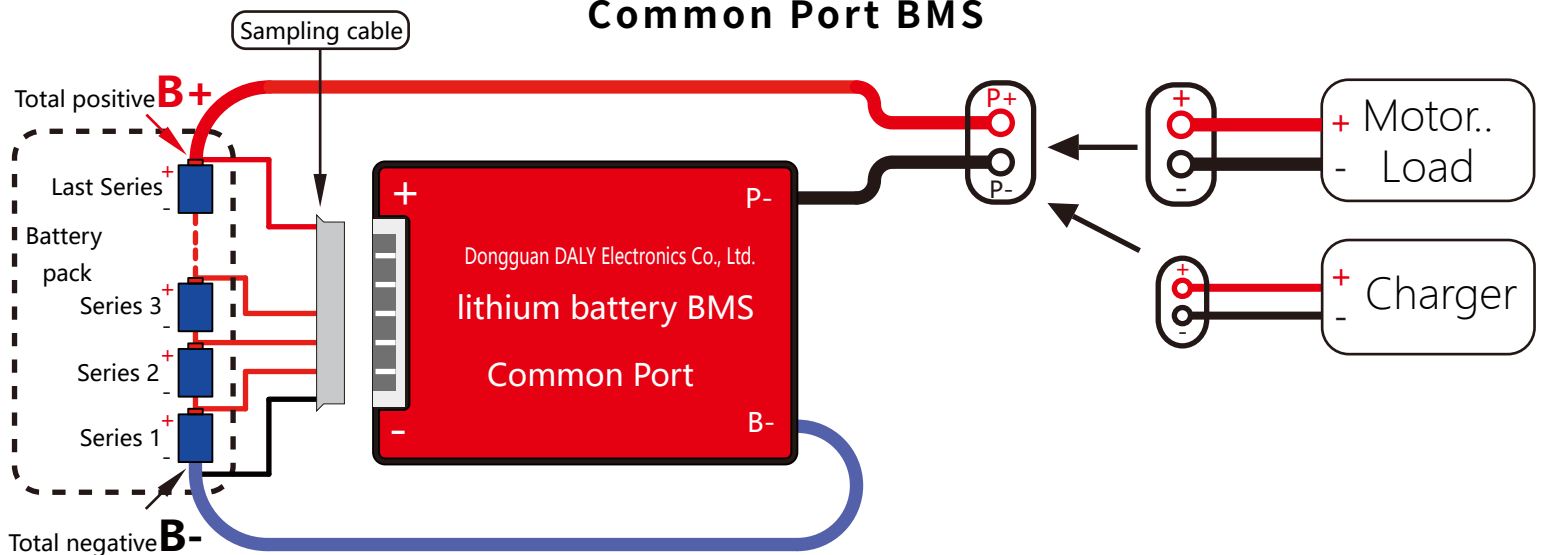 Common Port BMS
Sampling cable
Total positive B+
+
Last Series
-
Battery
pack
+
Series 3
-
+
Series 2
-
+
Series 1
-
Total negative B-
+
P-
Dongguan DALY Electronics Co., Ltd.
lithium battery BMS
Common Port
B-
-
P+
P-
+
-
+
Motor..
Load
-
+
-
+
Charger
-